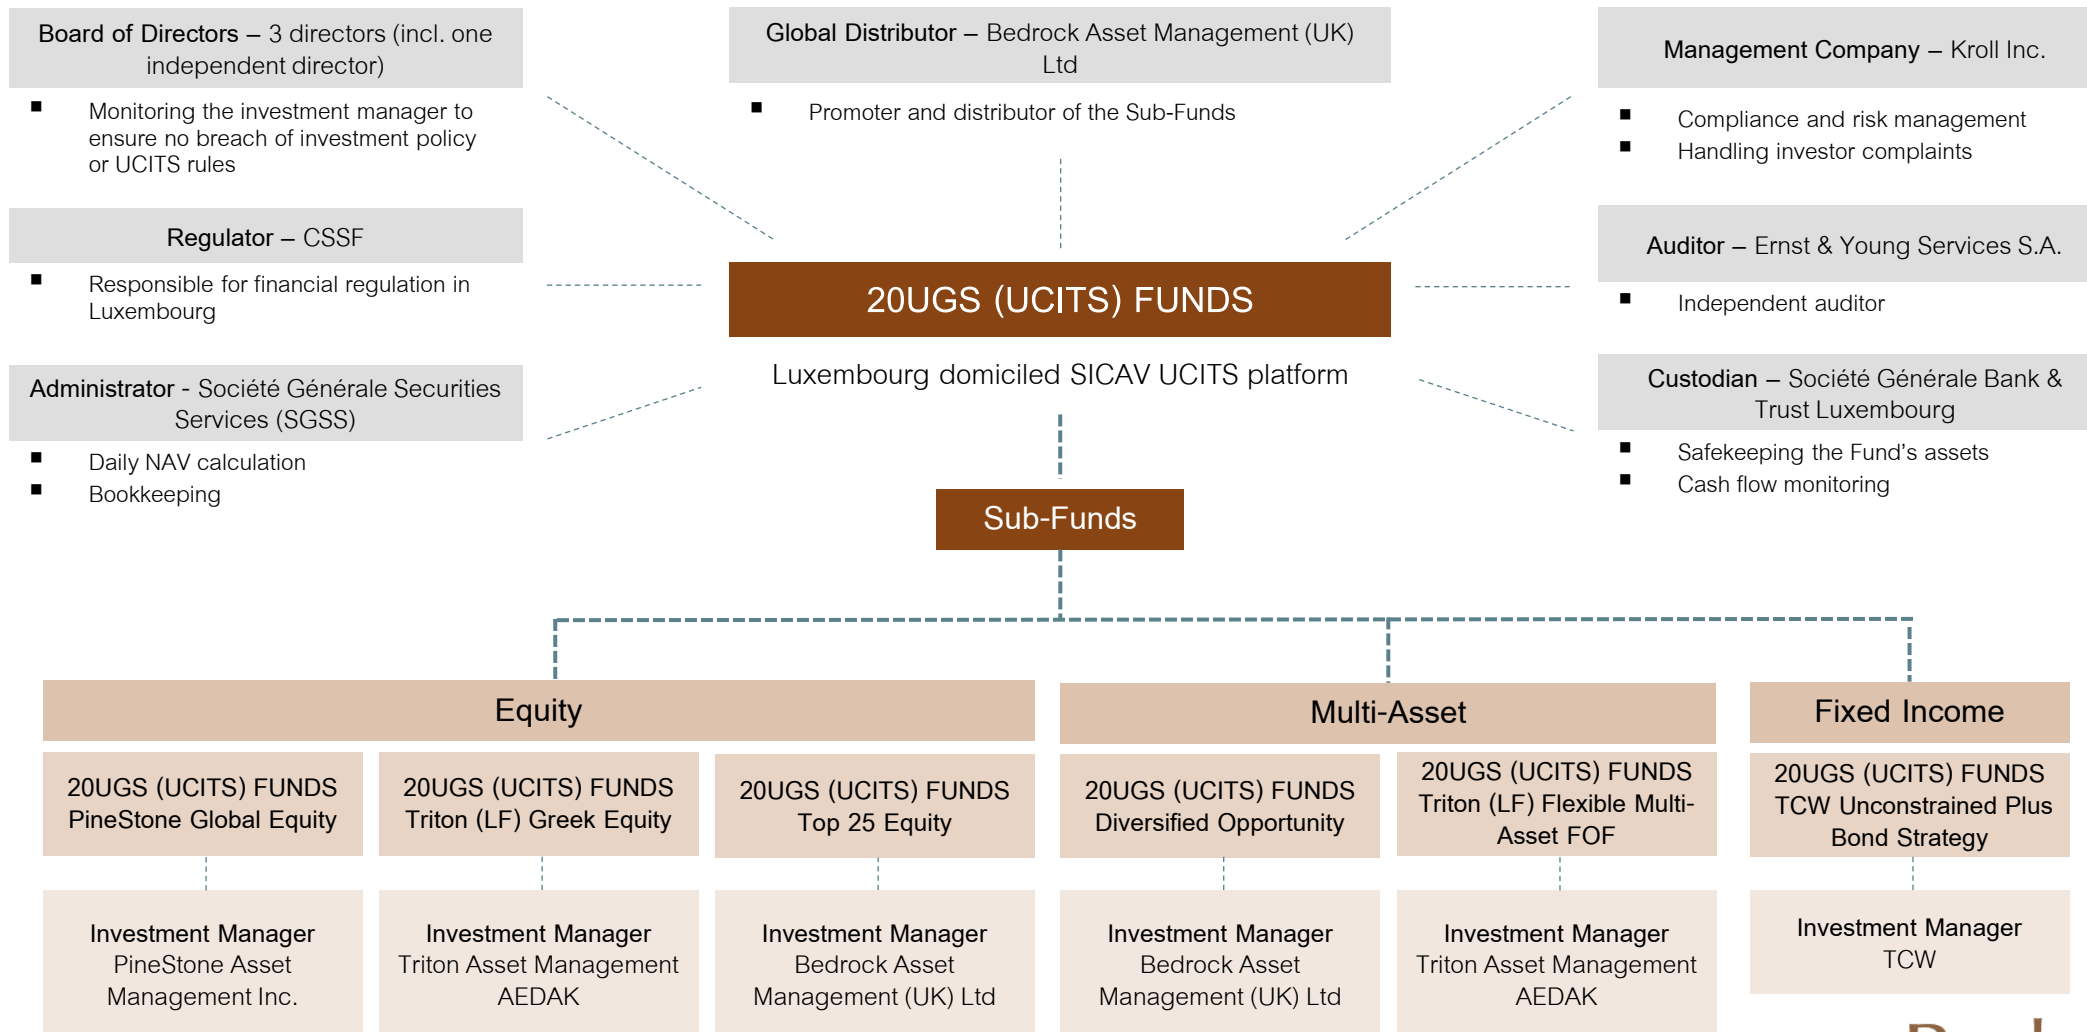 Board of Directors – 3 directors (incl. one
independent director)
■ Monitoring the investment manager to
ensure no breach of investment policy
or UCITS rules
Global Distributor – Bedrock Asset Management (UK)
Ltd
■ Promoter and distributor of the Sub-Funds
Management Company – Kroll Inc.
■ Compliance and risk management
■ Handling investor complaints
Regulator – CSSF
■ Responsible for financial regulation in
Luxembourg
20UGS (UCITS) FUNDS
Luxembourg domiciled SICAV UCITS platform
Auditor – Ernst & Young Services S.A.
■ Independent auditor
Administrator - Société Générale Securities
Services (SGSS)
■ Daily NAV calculation
■ Bookkeeping
Custodian – Société Générale Bank &
Trust Luxembourg
■ Safekeeping the Fund’s assets
■ Cash flow monitoring
Sub-Funds
Equity
Multi-Asset
Fixed Income
20UGS (UCITS) FUNDS
PineStone Global Equity
20UGS (UCITS) FUNDS
Triton (LF) Greek Equity
20UGS (UCITS) FUNDS
Top 25 Equity
20UGS (UCITS) FUNDS
Diversified Opportunity
20UGS (UCITS) FUNDS
Triton (LF) Flexible Multi-
Asset FOF
20UGS (UCITS) FUNDS
TCW Unconstrained Plus
Bond Strategy
Investment Manager
PineStone Asset
Management Inc.
Investment Manager
Triton Asset Management
AEDAK
Investment Manager
Bedrock Asset
Management (UK) Ltd
Investment Manager
Bedrock Asset
Management (UK) Ltd
Investment Manager
Triton Asset Management
AEDAK
Investment Manager
TCW